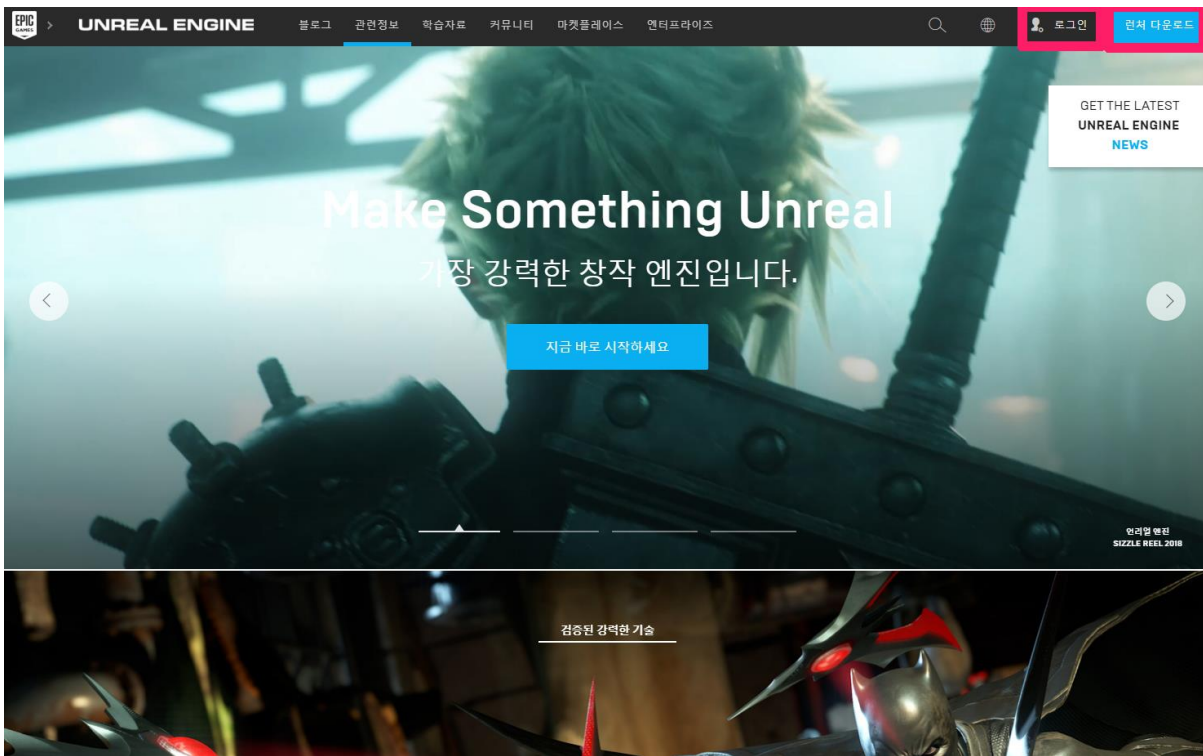 EPIC GAMES
UNREAL ENGINE
블로그 관련정보 학습자료 커뮤니티 마켓플레이스 엔터프라이즈
로그인
런처 다운로드
GET THE LATEST
UNREAL ENGINE
NEWS
Make Something Unreal
가장 강력한 창작 엔진입니다.
지금 바로 시작하세요
언리얼 엔진
SIZZLE REEL 2018
검증된 강력한 기술